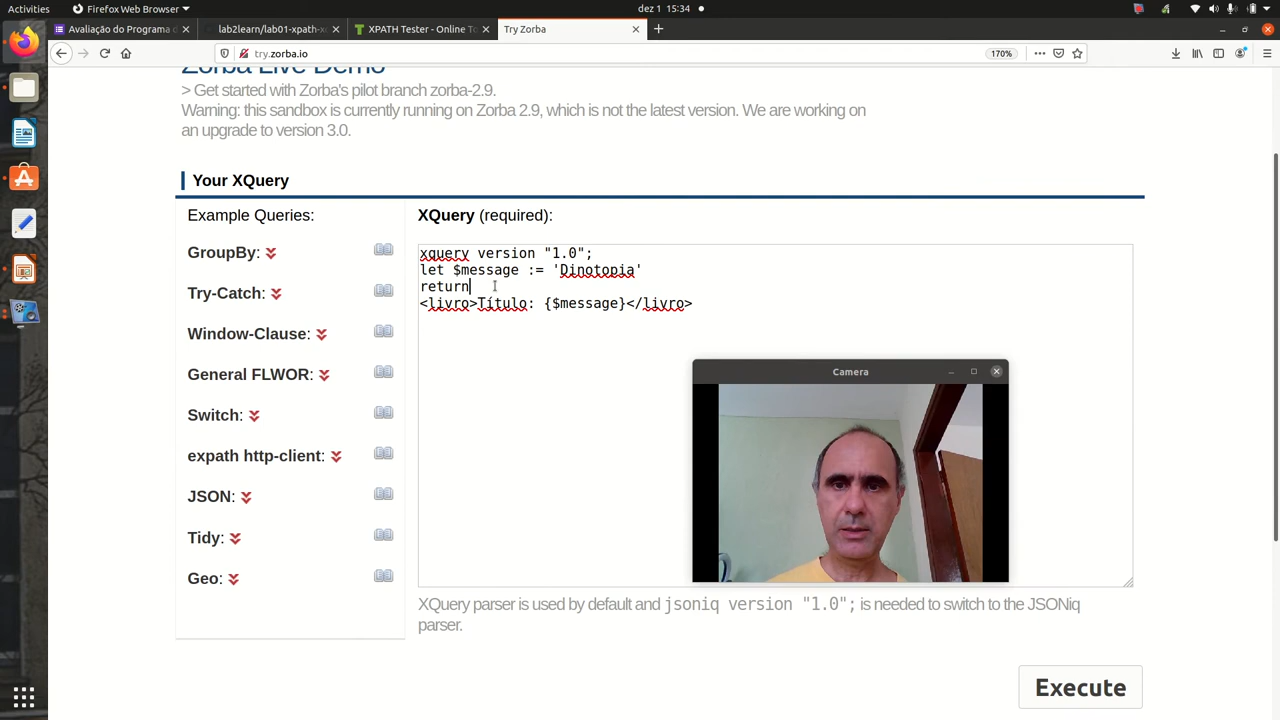 Activities
Firefox Web Browser
dez 1 15:34
Avaliação do Programa d
lab2learn/lab01-xpath-xq
XPATH Tester - Online To
Try Zorba
try.zorba.io
170%
Zorba Live Demo
> Get started with Zorba's pilot branch zorba-2.9.
Warning: this sandbox is currently running on Zorba 2.9, which is not the latest version. We are working on
an upgrade to version 3.0.
Your XQuery
Example Queries:
GroupBy:
Try-Catch:
Window-Clause:
General FLWOR:
Switch:
expath http-client:
JSON:
Tidy:
Geo:
XQuery (required):
xquery version "1.0";
let $message := 'Dinotopia'
return
<livro>Título: {$message}</livro>
Camera
XQuery parser is used by default and jsoniq version "1.0"; is needed to switch to the JSONiq
parser.
Execute